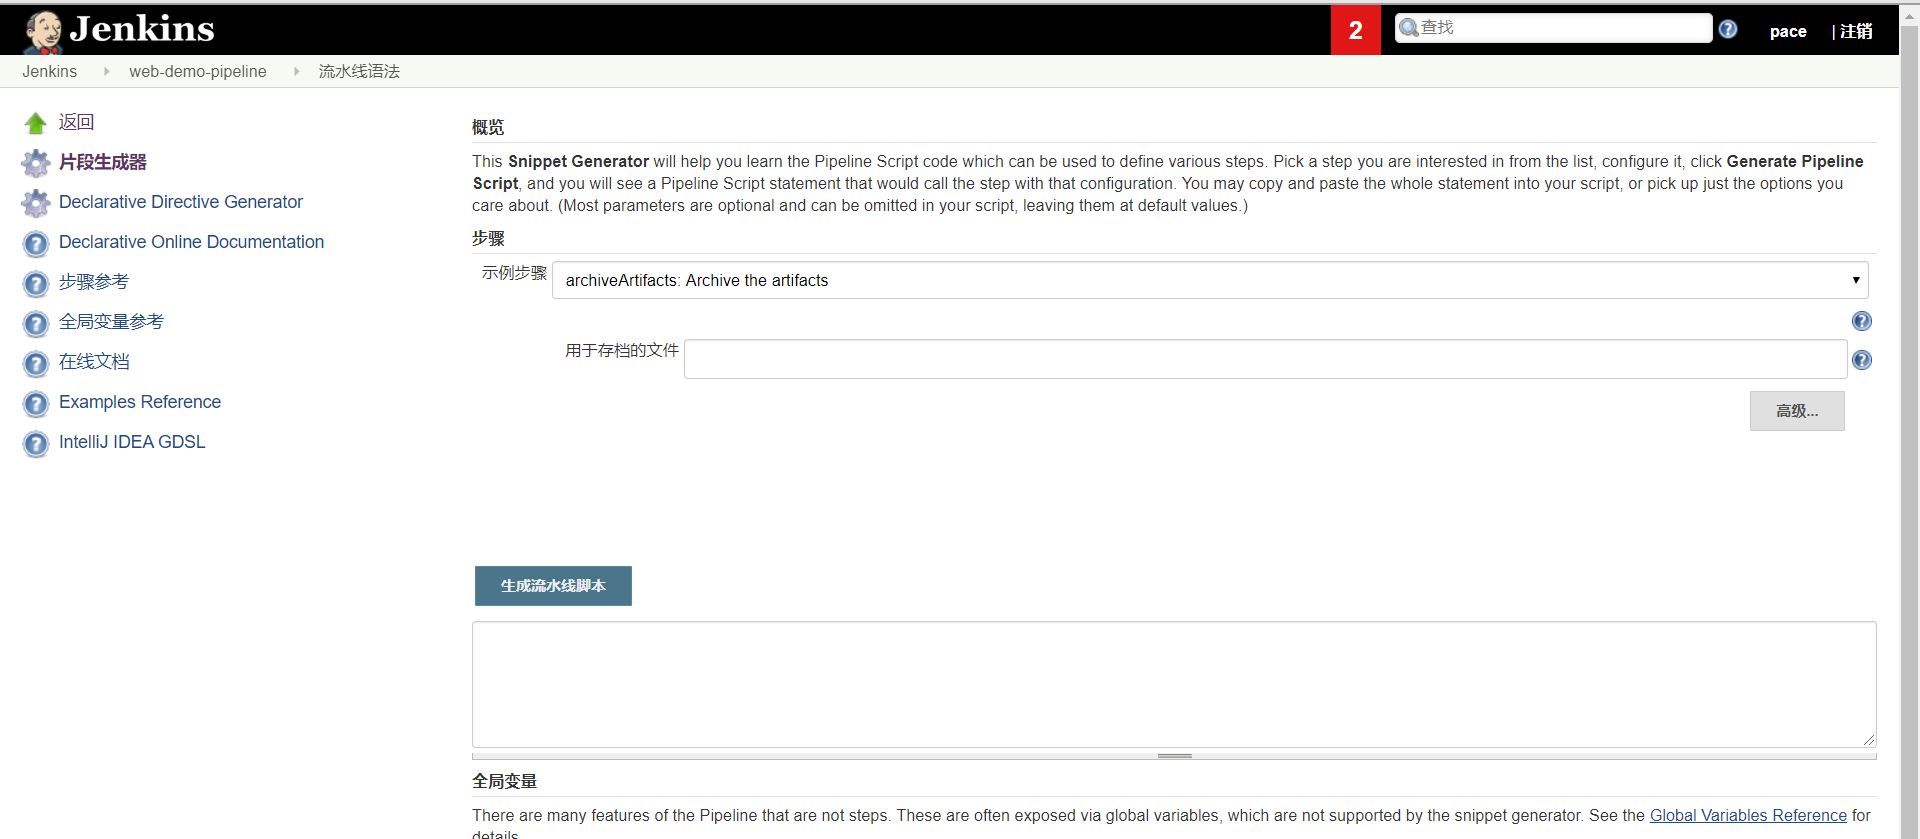 Jenkins
2
查找
pace
| 注销
Jenkins
web-demo-pipeline
流水线语法
返回
片段生成器
Declarative Directive Generator
Declarative Online Documentation
步骤参考
全局变量参考
在线文档
Examples Reference
IntelliJ IDEA GDSL
概览
This Snippet Generator will help you learn the Pipeline Script code which can be used to define various steps. Pick a step you are interested in from the list, configure it, click Generate Pipeline
Script, and you will see a Pipeline Script statement that would call the step with that configuration. You may copy and paste the whole statement into your script, or pick up just the options you
care about. (Most parameters are optional and can be omitted in your script, leaving them at default values.)
步骤
示例步骤
archiveArtifacts: Archive the artifacts
用于存档的文件
高级...
生成流水线脚本
全局变量
There are many features of the Pipeline that are not steps. These are often exposed via global variables, which are not supported by the snippet generator. See the Global Variables Reference for
details.